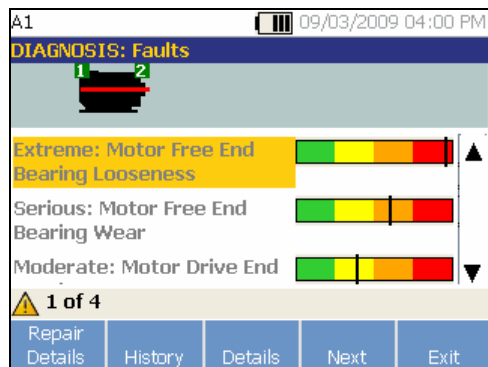 A1 09/03/2009 04:00 PM
DIAGNOSIS: Faults
1 2
Extreme: Motor Free End
Bearing Looseness
Serious: Motor Free End
Bearing Wear
Moderate: Motor Drive End
1 of 4
Repair
Details History Details Next Exit